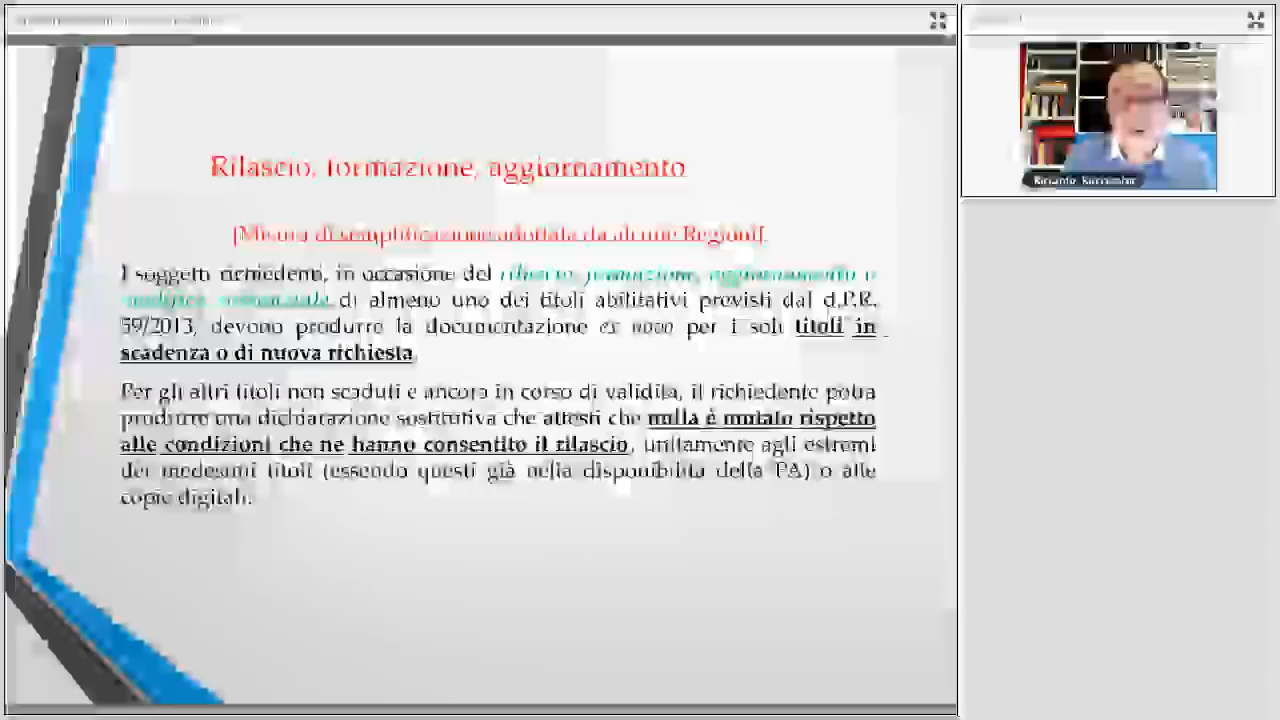 Rilascio, formazione, aggiornamento
[Misura di semplificazione adottata da alcune Regioni].
I soggetti richiedenti, in occasione del rilascio, formazione, aggiornamento o
modifica sostanziale di almeno uno dei titoli abilitativi previsti dal d.P.R.
59/2013, devono produrre la documentazione ex novo per i soli titoli in
scadenza o di nuova richiesta.
Per gli altri titoli non scaduti e ancora in corso di validità, il richiedente potrà
produrre una dichiarazione sostitutiva che attesti che nulla è mutato rispetto
alle condizioni che ne hanno consentito il rilascio, unitamente agli estremi
dei medesimi titoli (essendo questi già nella disponibilità della PA) o alle
copie digitali.